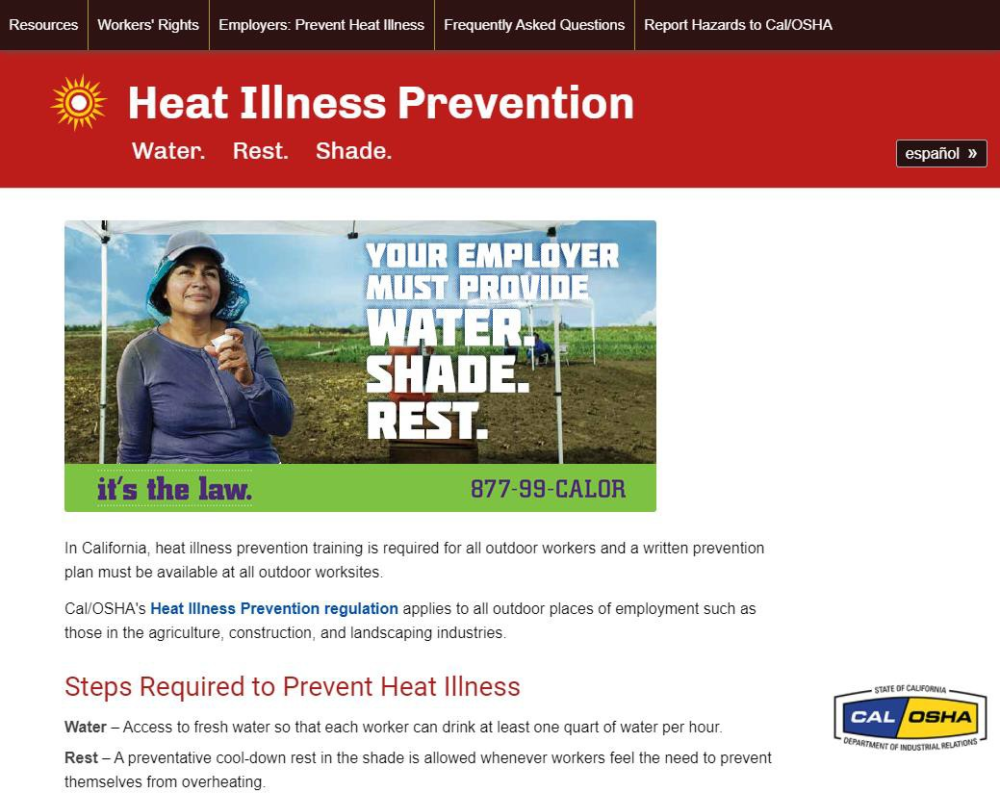 Resources
Workers' Rights
Employers: Prevent Heat Illness
Frequently Asked Questions
Report Hazards to Cal/OSHA
Heat Illness Prevention
Water. Rest. Shade.
español »
YOUR EMPLOYER
MUST PROVIDE
WATER.
SHADE.
REST.
it's the law.
877-99-CALOR
In California, heat illness prevention training is required for all outdoor workers and a written prevention
plan must be available at all outdoor worksites.
Cal/OSHA's Heat Illness Prevention regulation applies to all outdoor places of employment such as
those in the agriculture, construction, and landscaping industries.
Steps Required to Prevent Heat Illness
Water – Access to fresh water so that each worker can drink at least one quart of water per hour.
Rest – A preventative cool-down rest in the shade is allowed whenever workers feel the need to prevent
themselves from overheating.
STATE OF CALIFORNIA
CAL OSHA
DEPARTMENT OF INDUSTRIAL RELATIONS